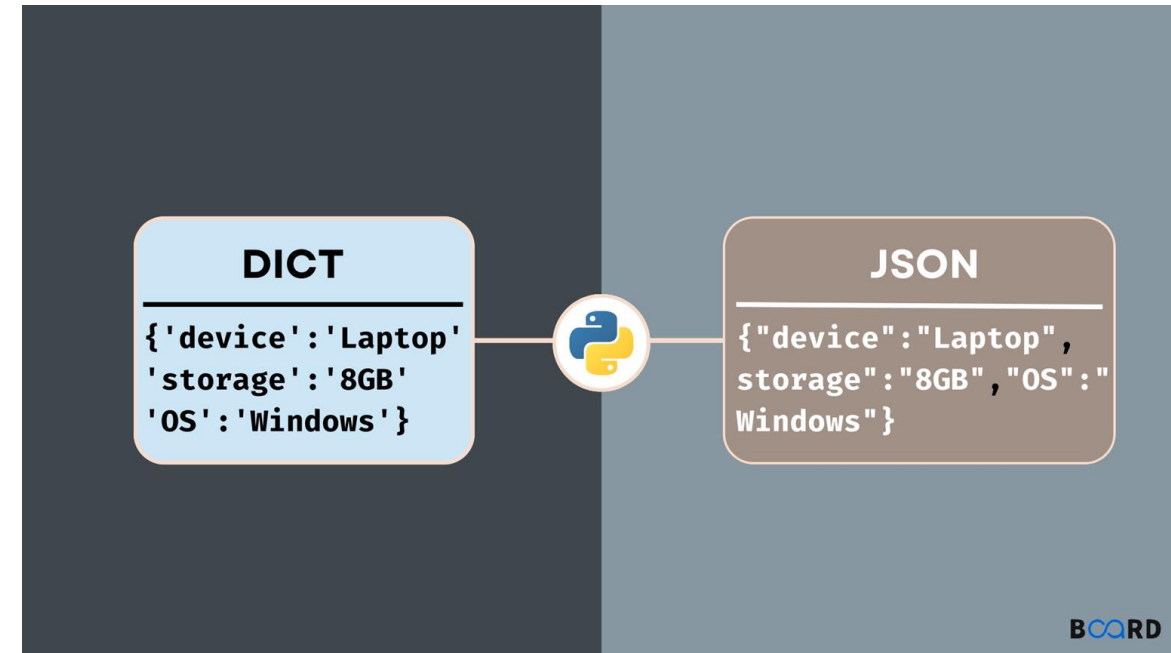 DICT
{'device':'Laptop'
'storage':'8GB'
'OS':'Windows'}
JSON
{"device":"Laptop",
storage":"8GB","OS":"
Windows"}
BOARD